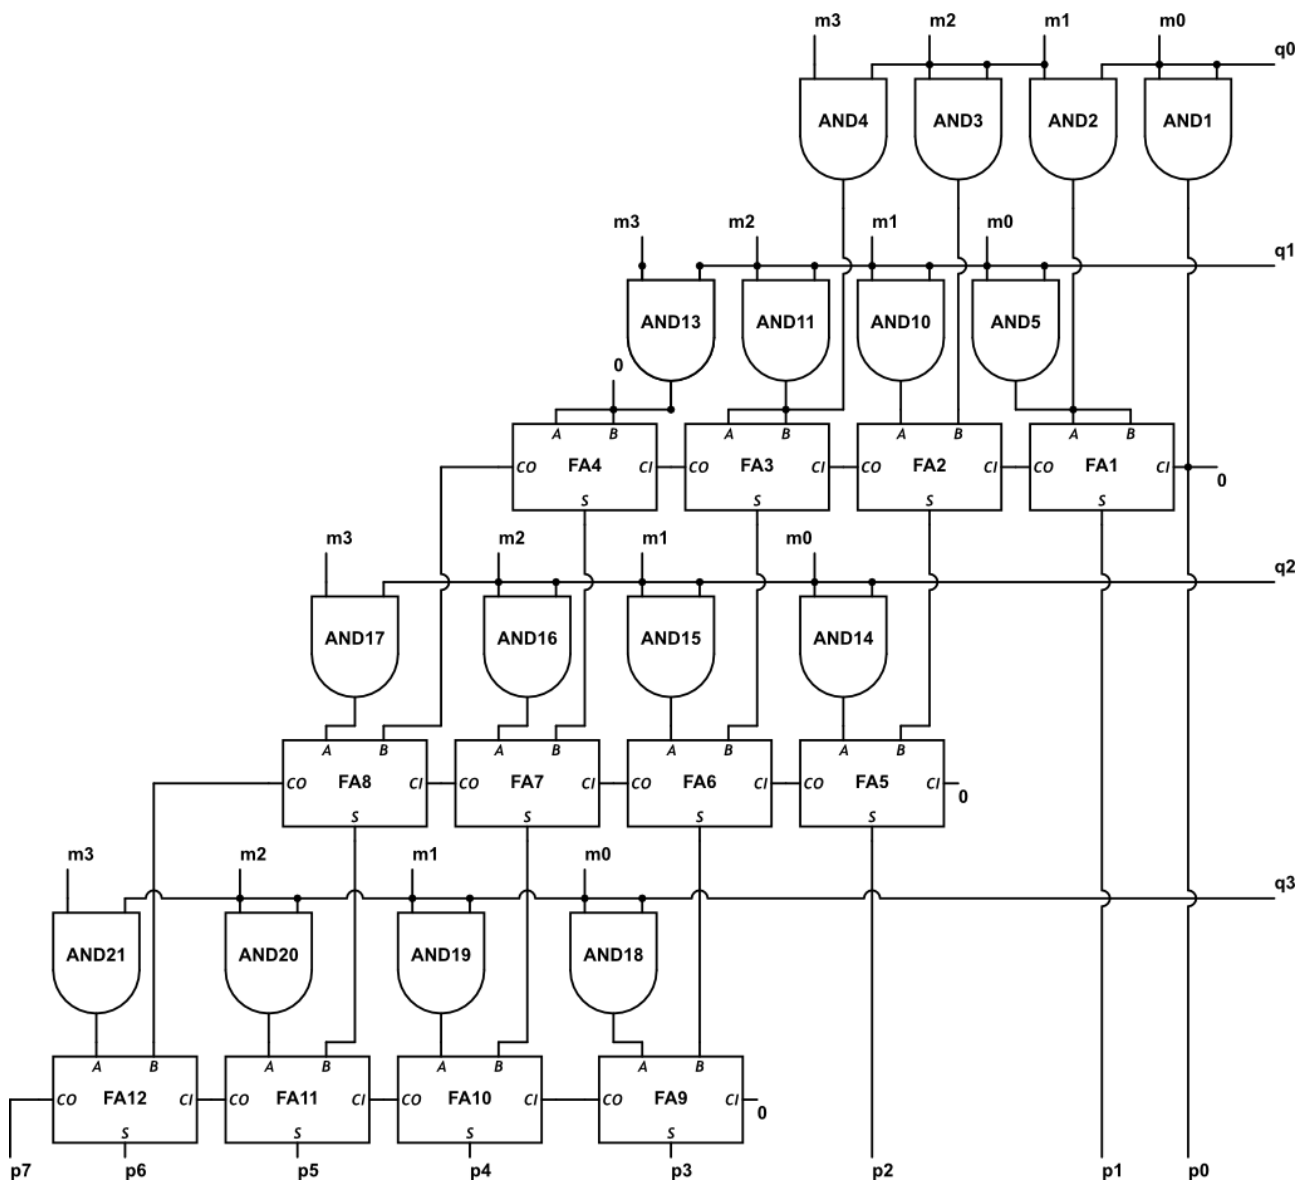 m3 m2 m1 m0
q0
AND4 AND3 AND2 AND1
m3 m2 m1 m0
q1
AND13 AND11 AND10 AND5
0
A B A B A B A B
CO FA4 CI CO FA3 CI CO FA2 CI CO FA1 CI
0
S S S S
m3 m2 m1 m0
q2
AND17 AND16 AND15 AND14
A B A B A B A B
CO FA8 CI CO FA7 CI CO FA6 CI CO FA5 CI
0
S S S S
m3 m2 m1 m0
q3
AND21 AND20 AND19 AND18
A B A B A B A B
CO FA12 CI CO FA11 CI CO FA10 CI CO FA9 CI
0
S S S S
p7 p6 p5 p4 p3 p2 p1 p0